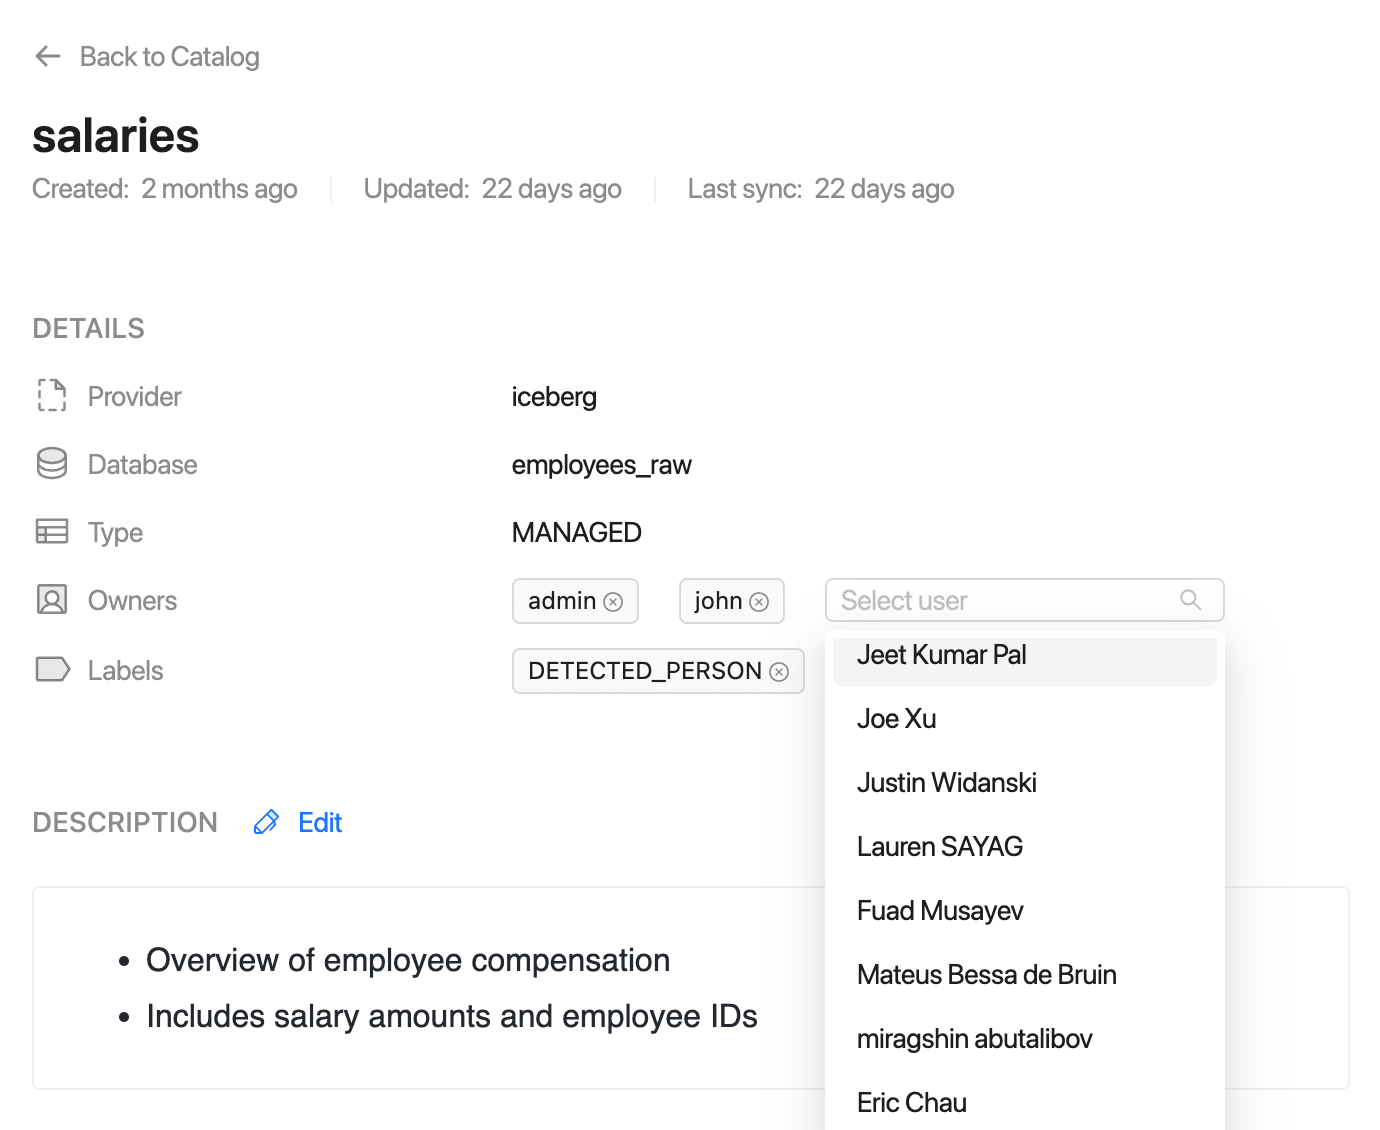 Back to Catalog
salaries
Created: 2 months ago Updated: 22 days ago Last sync: 22 days ago
DETAILS
Provider iceberg
Database employees_raw
Type MANAGED
Owners admin john Select user
Labels DETECTED_PERSON
Jeet Kumar Pal
Joe Xu
Justin Widanski
Lauren SAYAG
Fuad Musayev
Mateus Bessa de Bruin
miragshin abutalibov
Eric Chau
DESCRIPTION Edit
• Overview of employee compensation
• Includes salary amounts and employee IDs